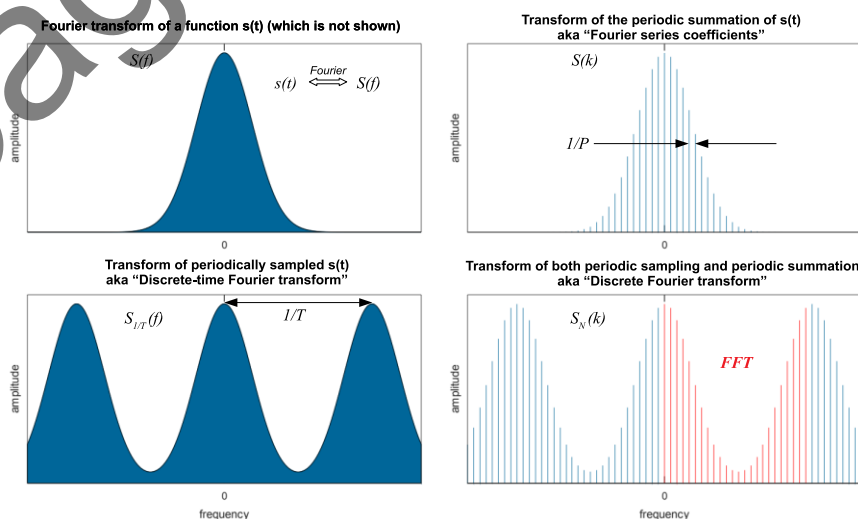 Fourier transform of a function s(t) (which is not shown)
S(f)
Fourier
s(t) S(f)
amplitude
0
Transform of the periodic summation of s(t)
aka “Fourier series coefficients”
S(k)
1/P
amplitude
0
Transform of periodically sampled s(t)
aka “Discrete-time Fourier transform”
S1/T(f)
1/T
amplitude
0
frequency
Transform of both periodic sampling and periodic summation
aka “Discrete Fourier transform”
SN(k)
FFT
amplitude
0
frequency